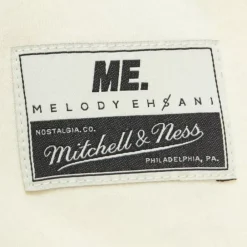 ME.
MELODY EHSANI
NOSTALGIA, CO.
Mitchell & Ness
PHILADELPHIA, PA.